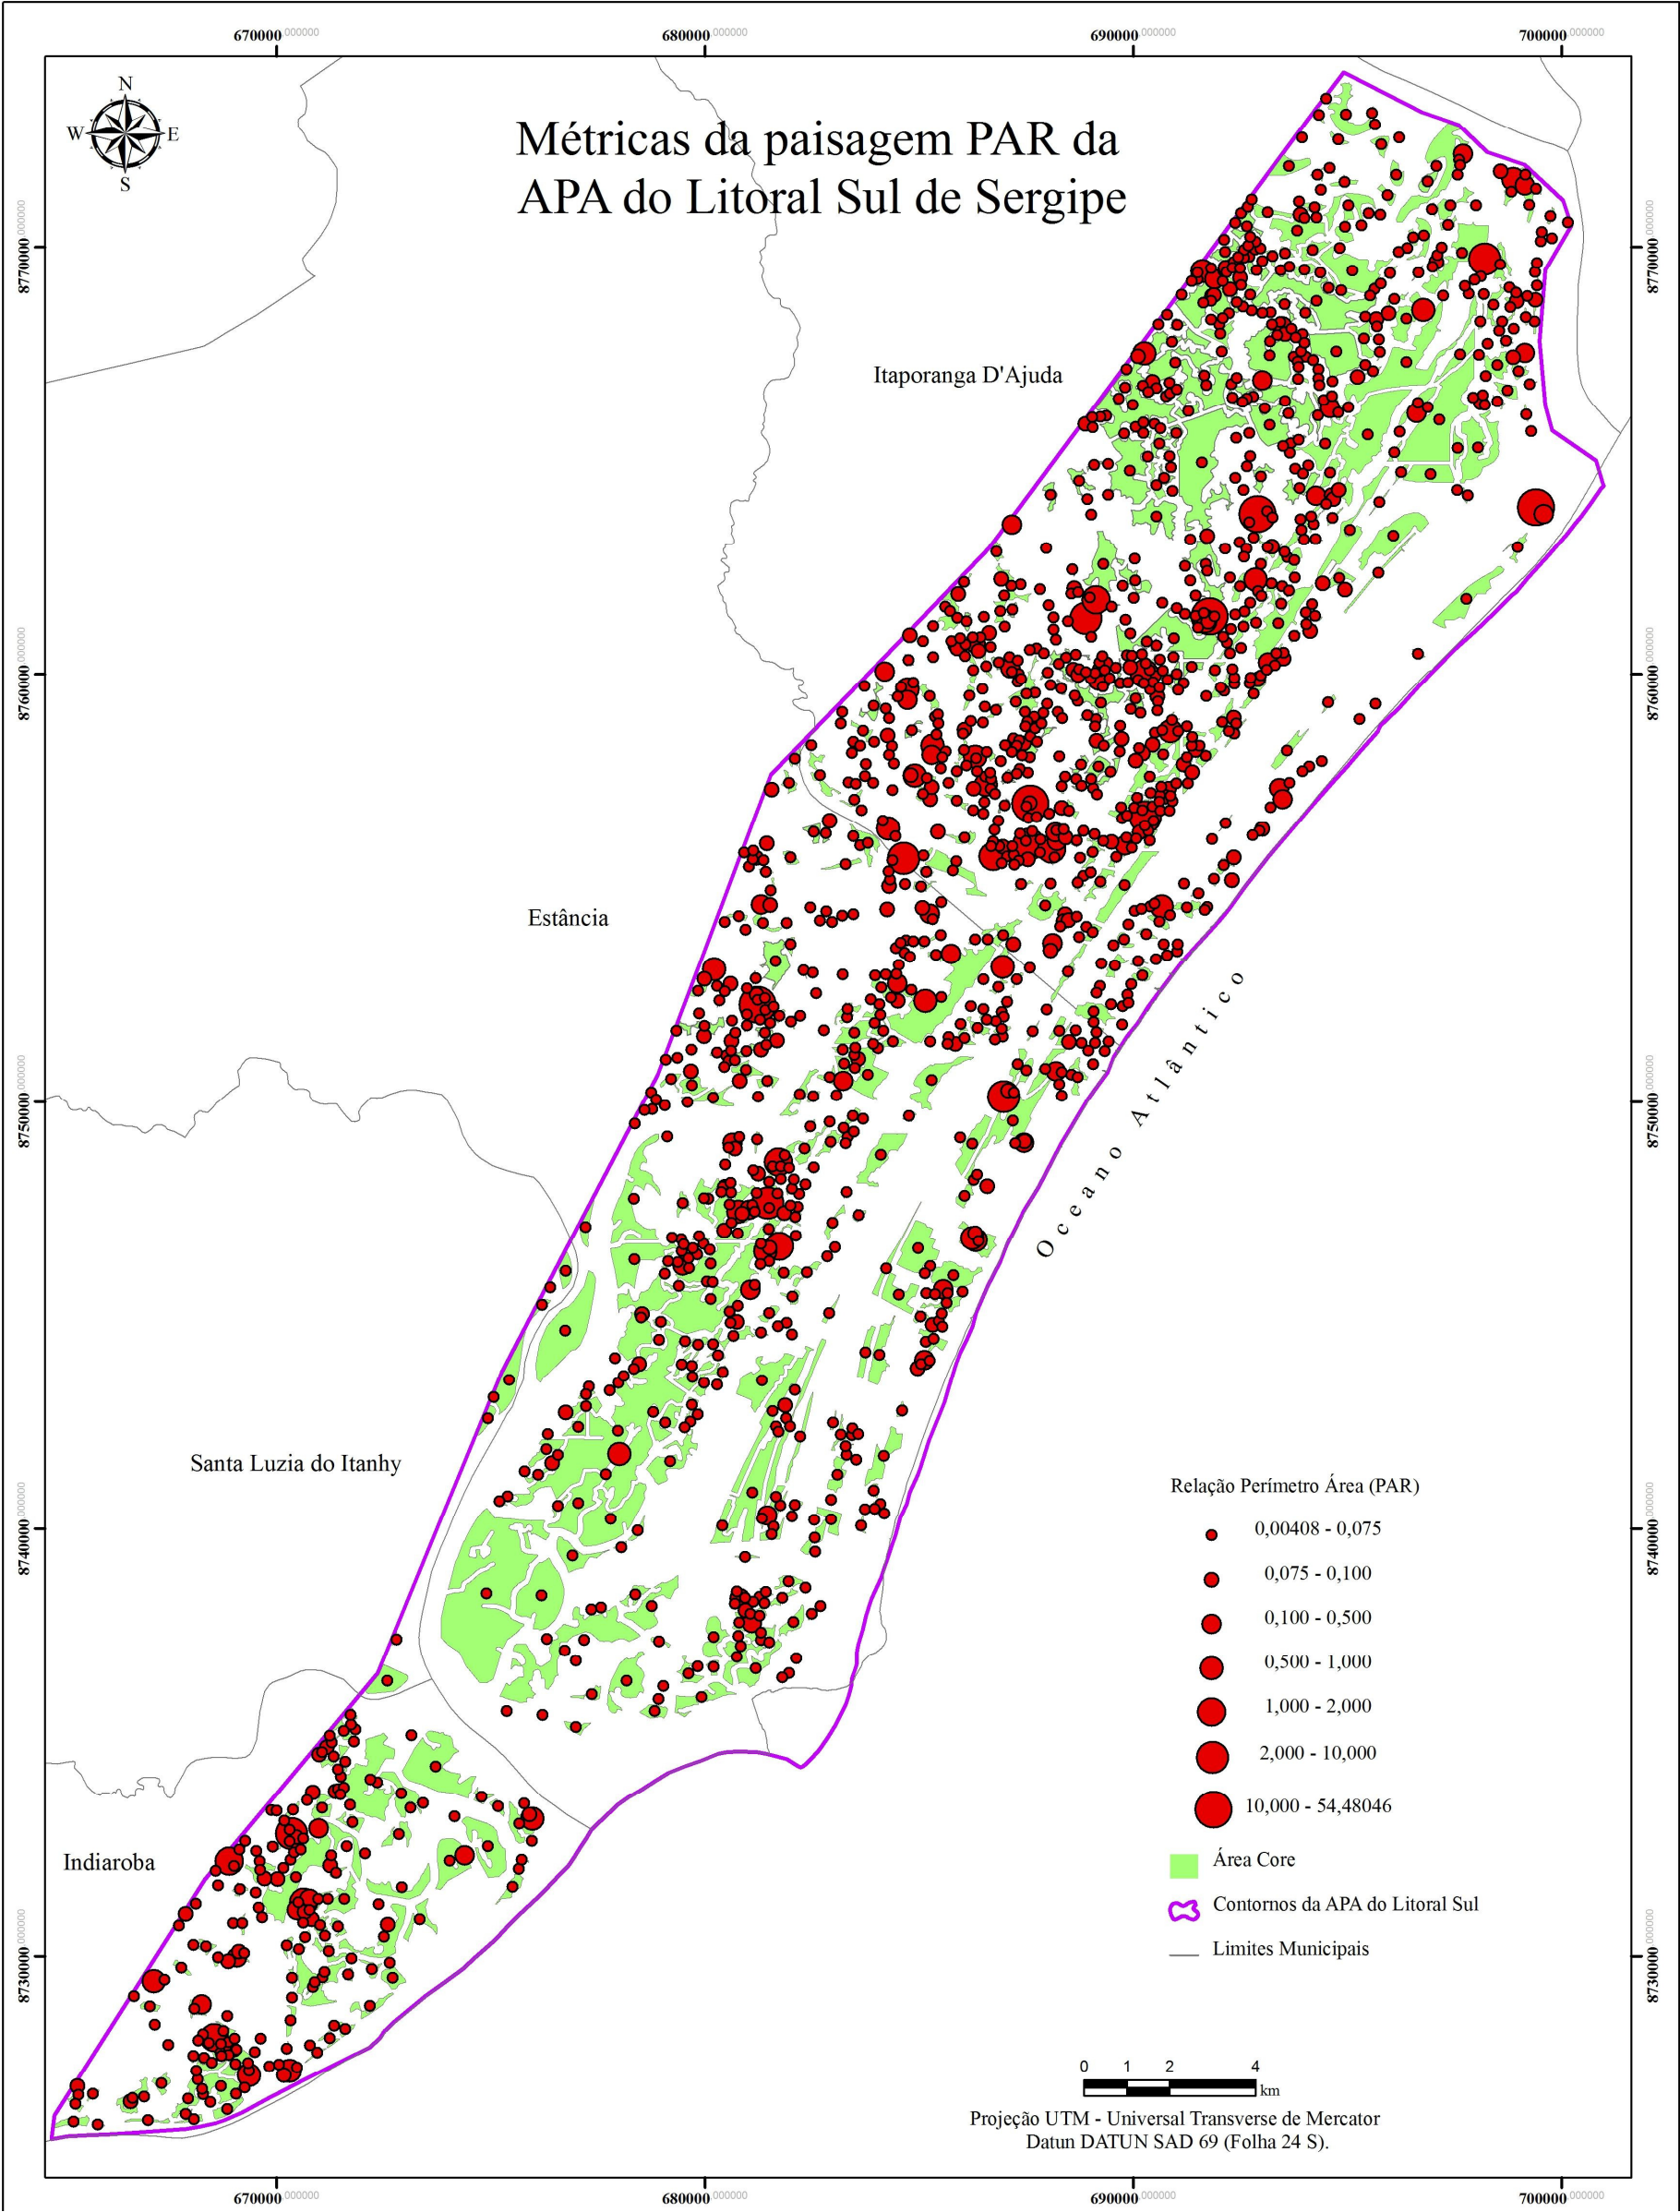 670000,000000
680000,000000
690000,000000
700000,000000
N
W
E
S
Métricas da paisagem PAR da
APA do Litoral Sul de Sergipe
8770000,000000
8770000,000000
Itaporanga D'Ajuda
8760000,000000
8760000,000000
Estância
Oceano Atlântico
8750000,000000
8750000,000000
Santa Luzia do Itanhy
Relação Perímetro Área (PAR)
0,00408 - 0,075
8740000,000000
8740000,000000
0,075 - 0,100
0,100 - 0,500
0,500 - 1,000
1,000 - 2,000
2,000 - 10,000
10,000 - 54,48046
Indiaroba
Área Core
Contornos da APA do Litoral Sul
Limites Municipais
8730000,000000
8730000,000000
0 1 2 4
km
Projeção UTM - Universal Transverse de Mercator
Datun DATUN SAD 69 (Folha 24 S).
670000,000000
680000,000000
690000,000000
700000,000000